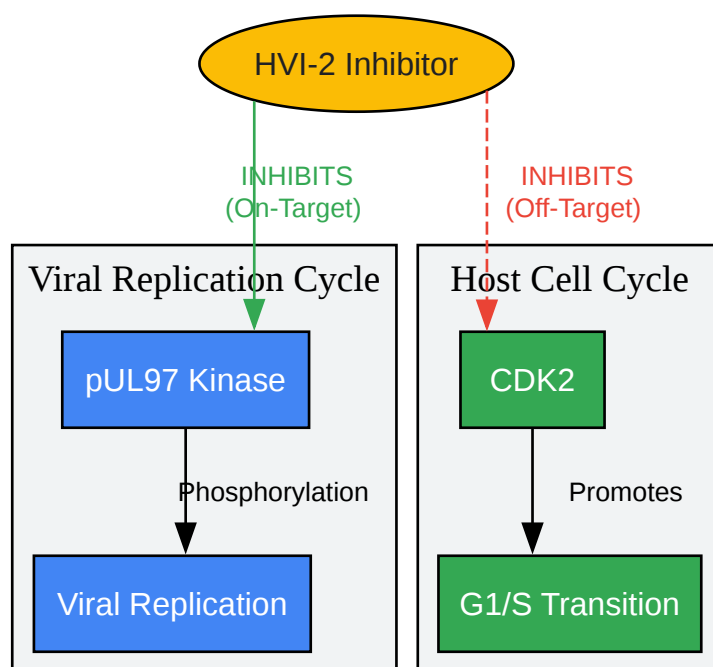 HVI-2 Inhibitor
INHIBITS
(On-Target)
INHIBITS
(Off-Target)
Viral Replication Cycle
Host Cell Cycle
pUL97 Kinase
CDK2
Phosphorylation
Promotes
Viral Replication
G1/S Transition